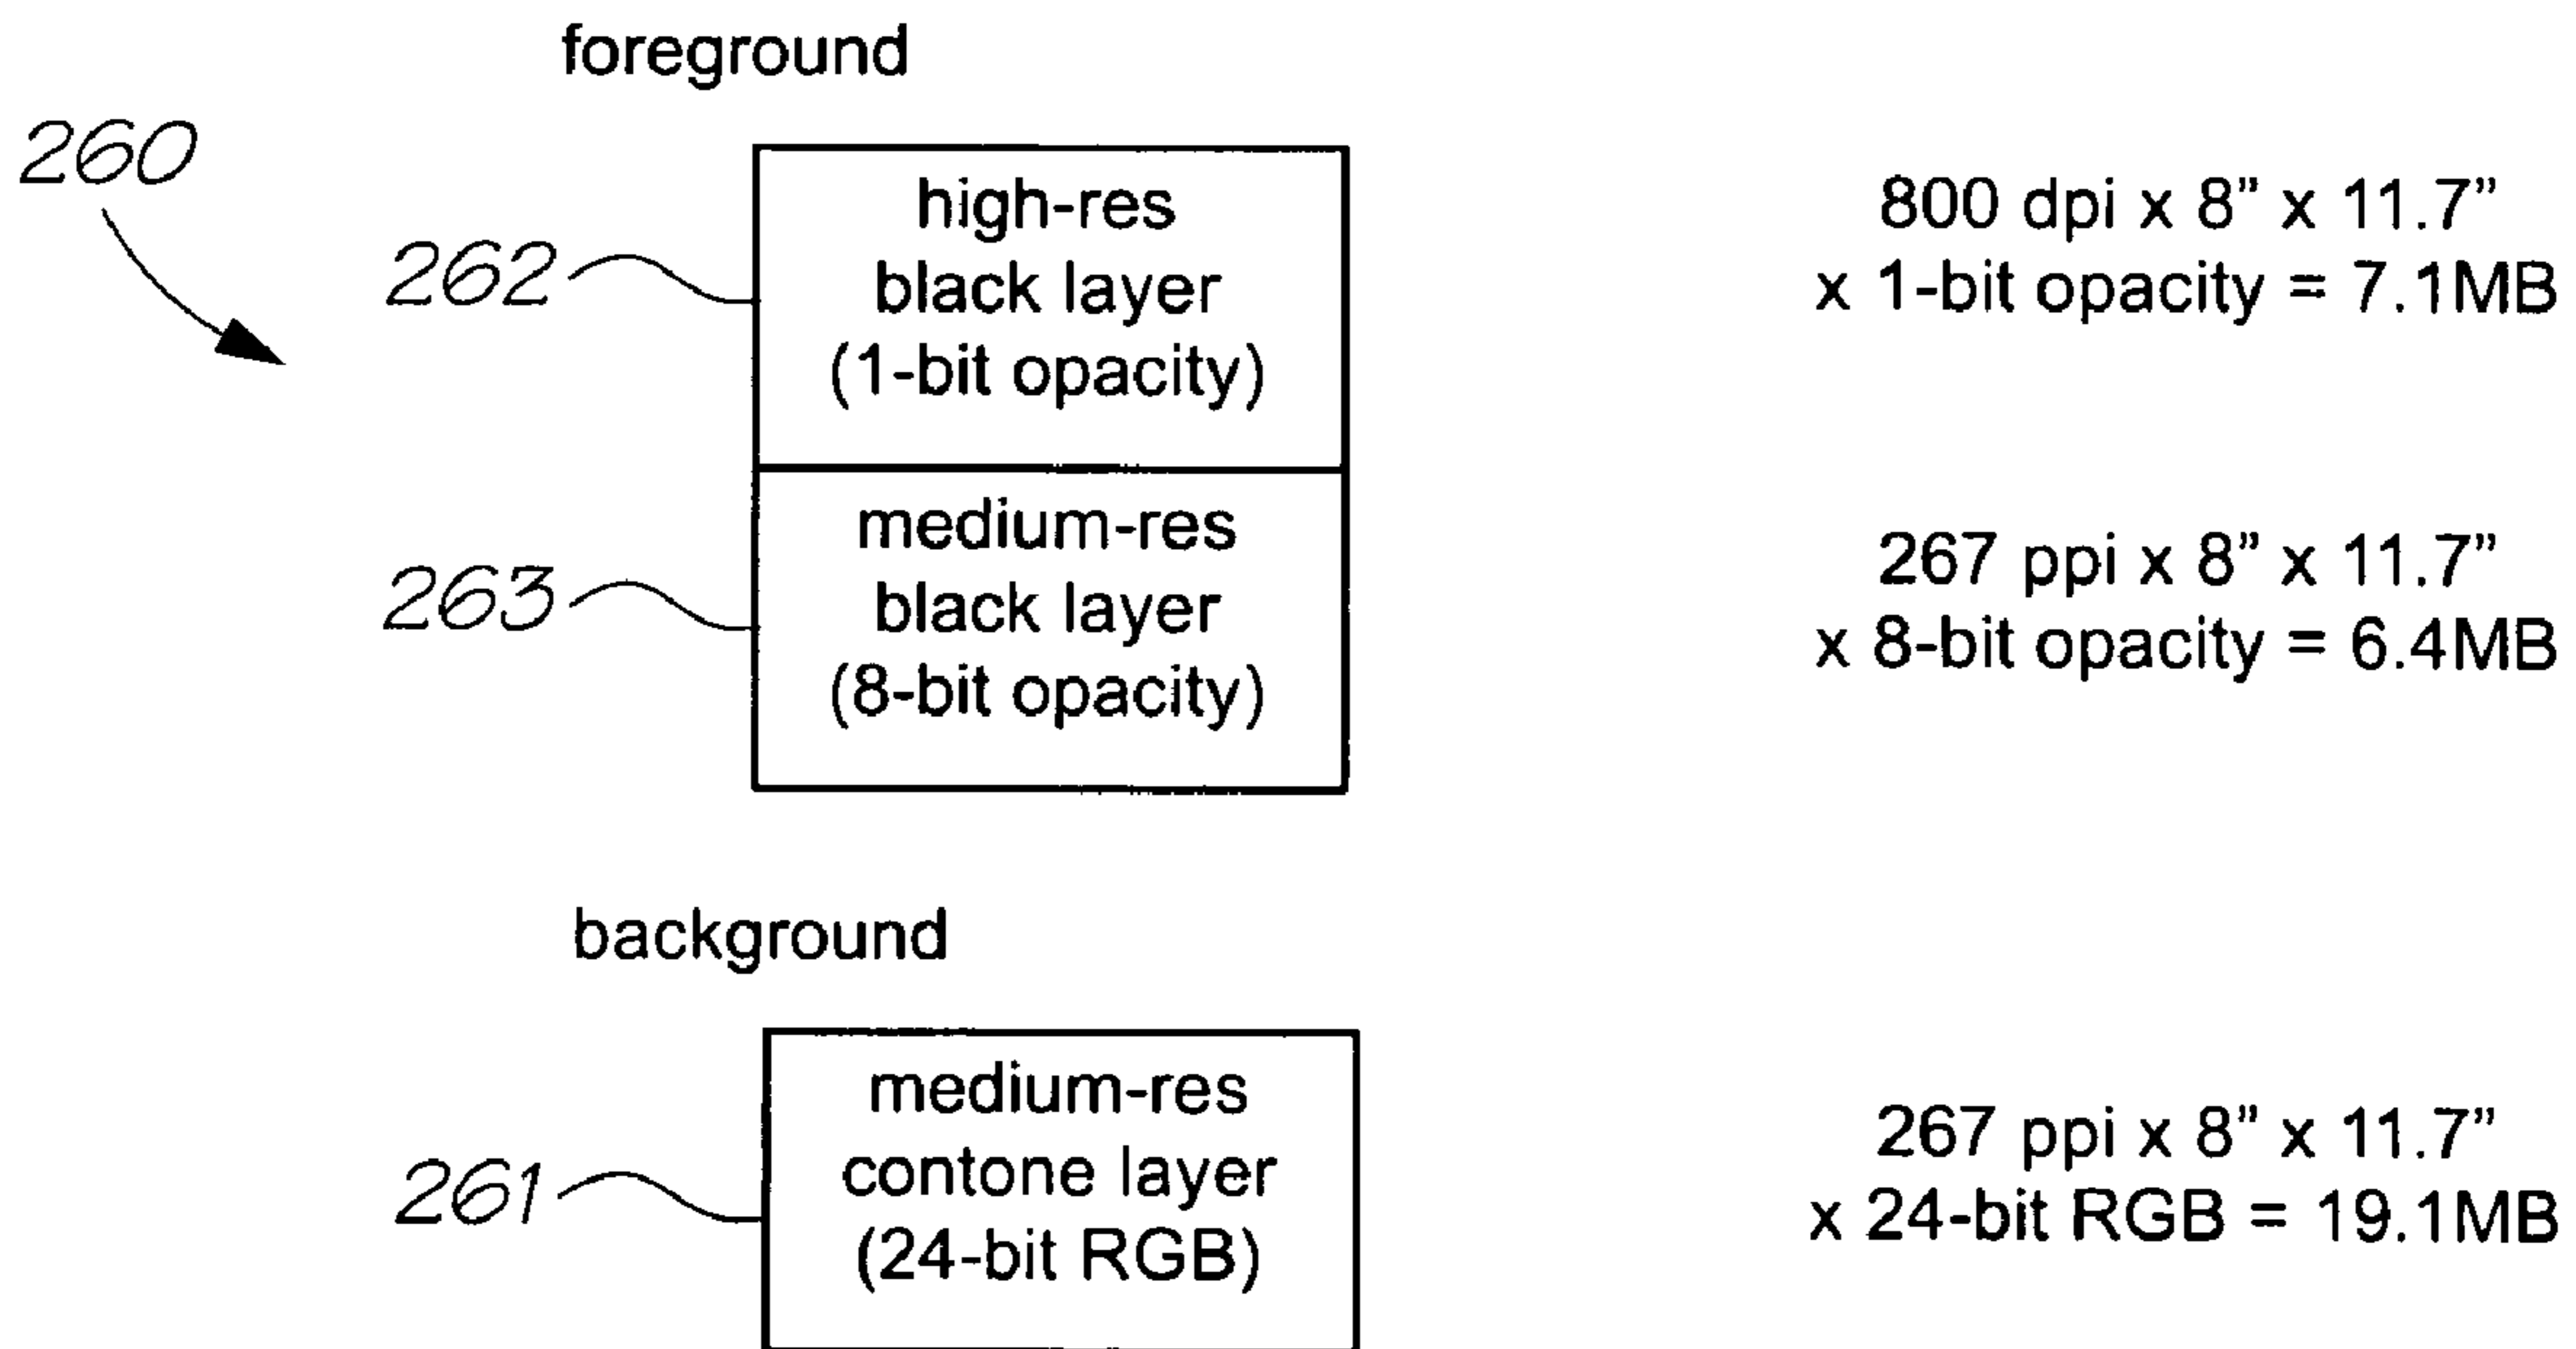 foreground
260
262
high-res
black layer
(1-bit opacity)
800 dpi x 8” x 11.7”
x 1-bit opacity = 7.1MB
263
medium-res
black layer
(8-bit opacity)
267 ppi x 8” x 11.7”
x 8-bit opacity = 6.4MB
background
261
medium-res
contone layer
(24-bit RGB)
267 ppi x 8” x 11.7”
x 24-bit RGB = 19.1MB